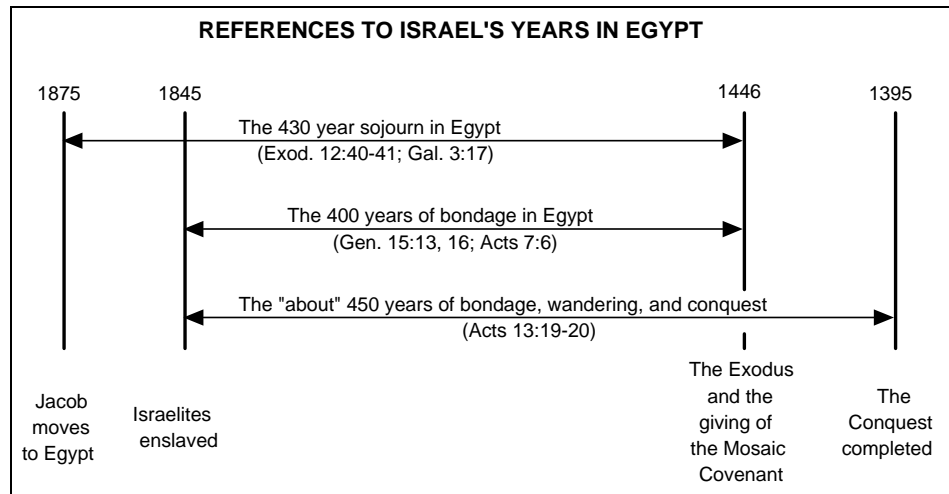 REFERENCES TO ISRAEL'S YEARS IN EGYPT
1875 1845 1446 1395
The 430 year sojourn in Egypt
(Exod. 12:40-41; Gal. 3:17)
The 400 years of bondage in Egypt
(Gen. 15:13, 16; Acts 7:6)
The "about" 450 years of bondage, wandering, and conquest
(Acts 13:19-20)
Jacob
moves
to Egypt
Israelites
enslaved
The Exodus
and the
giving of
the Mosaic
Covenant
The
Conquest
completed